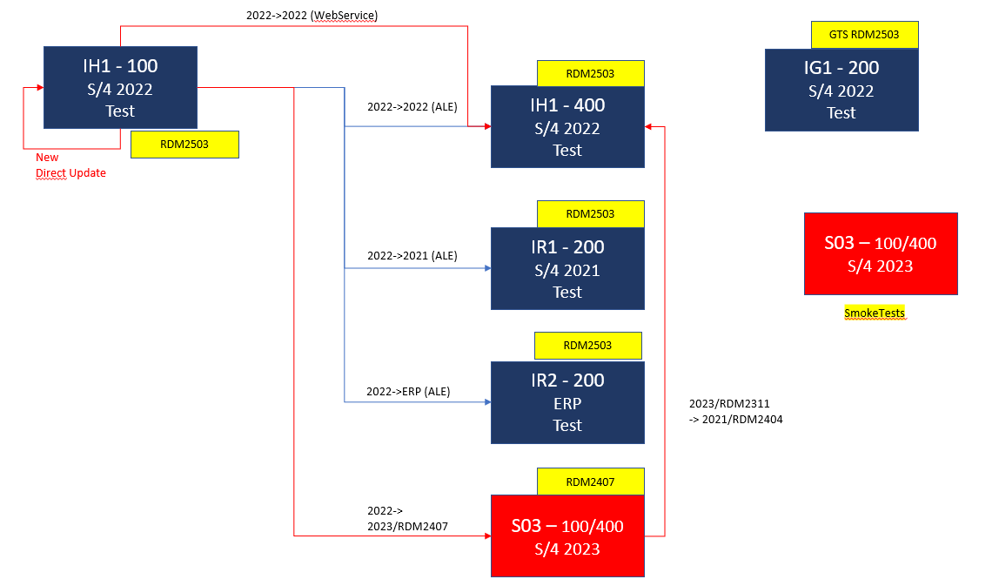 2022->2022 (WebService)
IH1 - 100
S/4 2022
Test
RDM2503
New
Direct Update
2022->2022 (ALE)
RDM2503
IH1 - 400
S/4 2022
Test
GTS RDM2503
IG1 - 200
S/4 2022
Test
2022->2021 (ALE)
RDM2503
IR1 - 200
S/4 2021
Test
S03 – 100/400
S/4 2023
SmokeTests
2022->ERP (ALE)
RDM2503
IR2 - 200
ERP
Test
2023/RDM2311
-> 2021/RDM2404
2022->
2023/RDM2407
RDM2407
S03 – 100/400
S/4 2023